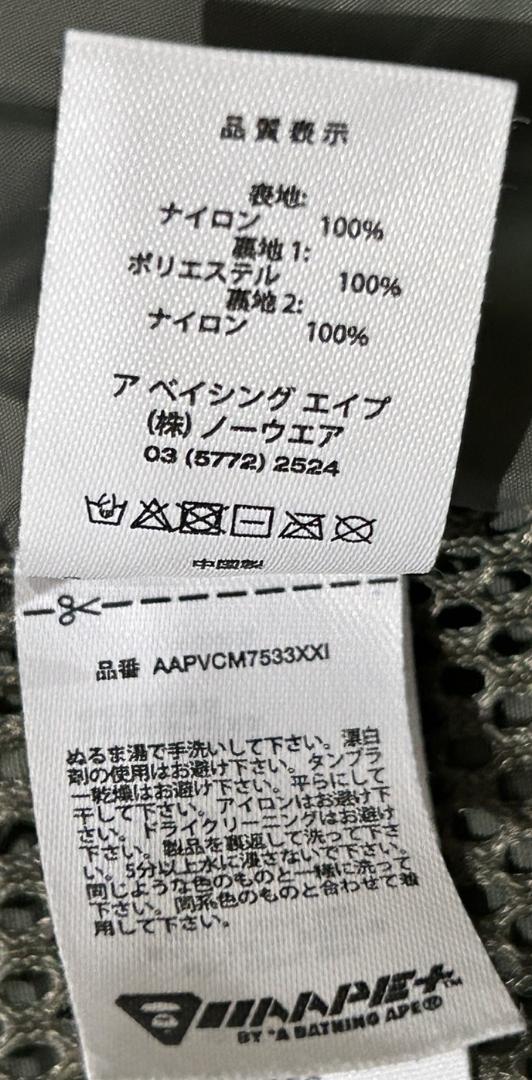 品質表示
表地:
ナイロン 100%
裏地 1:
ポリエステル 100%
裏地 2:
ナイロン 100%
ア ベイシング エイプ
(株) ノーウエア
03 (5772) 2524
中国製
品番 AAPVCM7533XXI
ぬるま湯で手洗いして下さい。漂白
剤の使用はお避け下さい。タンブラ
ー乾燥はお避け下さい。平らにして
干して下さい。アイロンはお避け下
さい。ドライクリーニングはお避け
下さい。製品を裏返して洗って下さ
い。5分以上水に浸さないで下さい。
同じような色のものと一緒に洗って
下さい。同系色のものと合わせて着
用して下さい。
AAPE+™
BY *A BATHING APE®